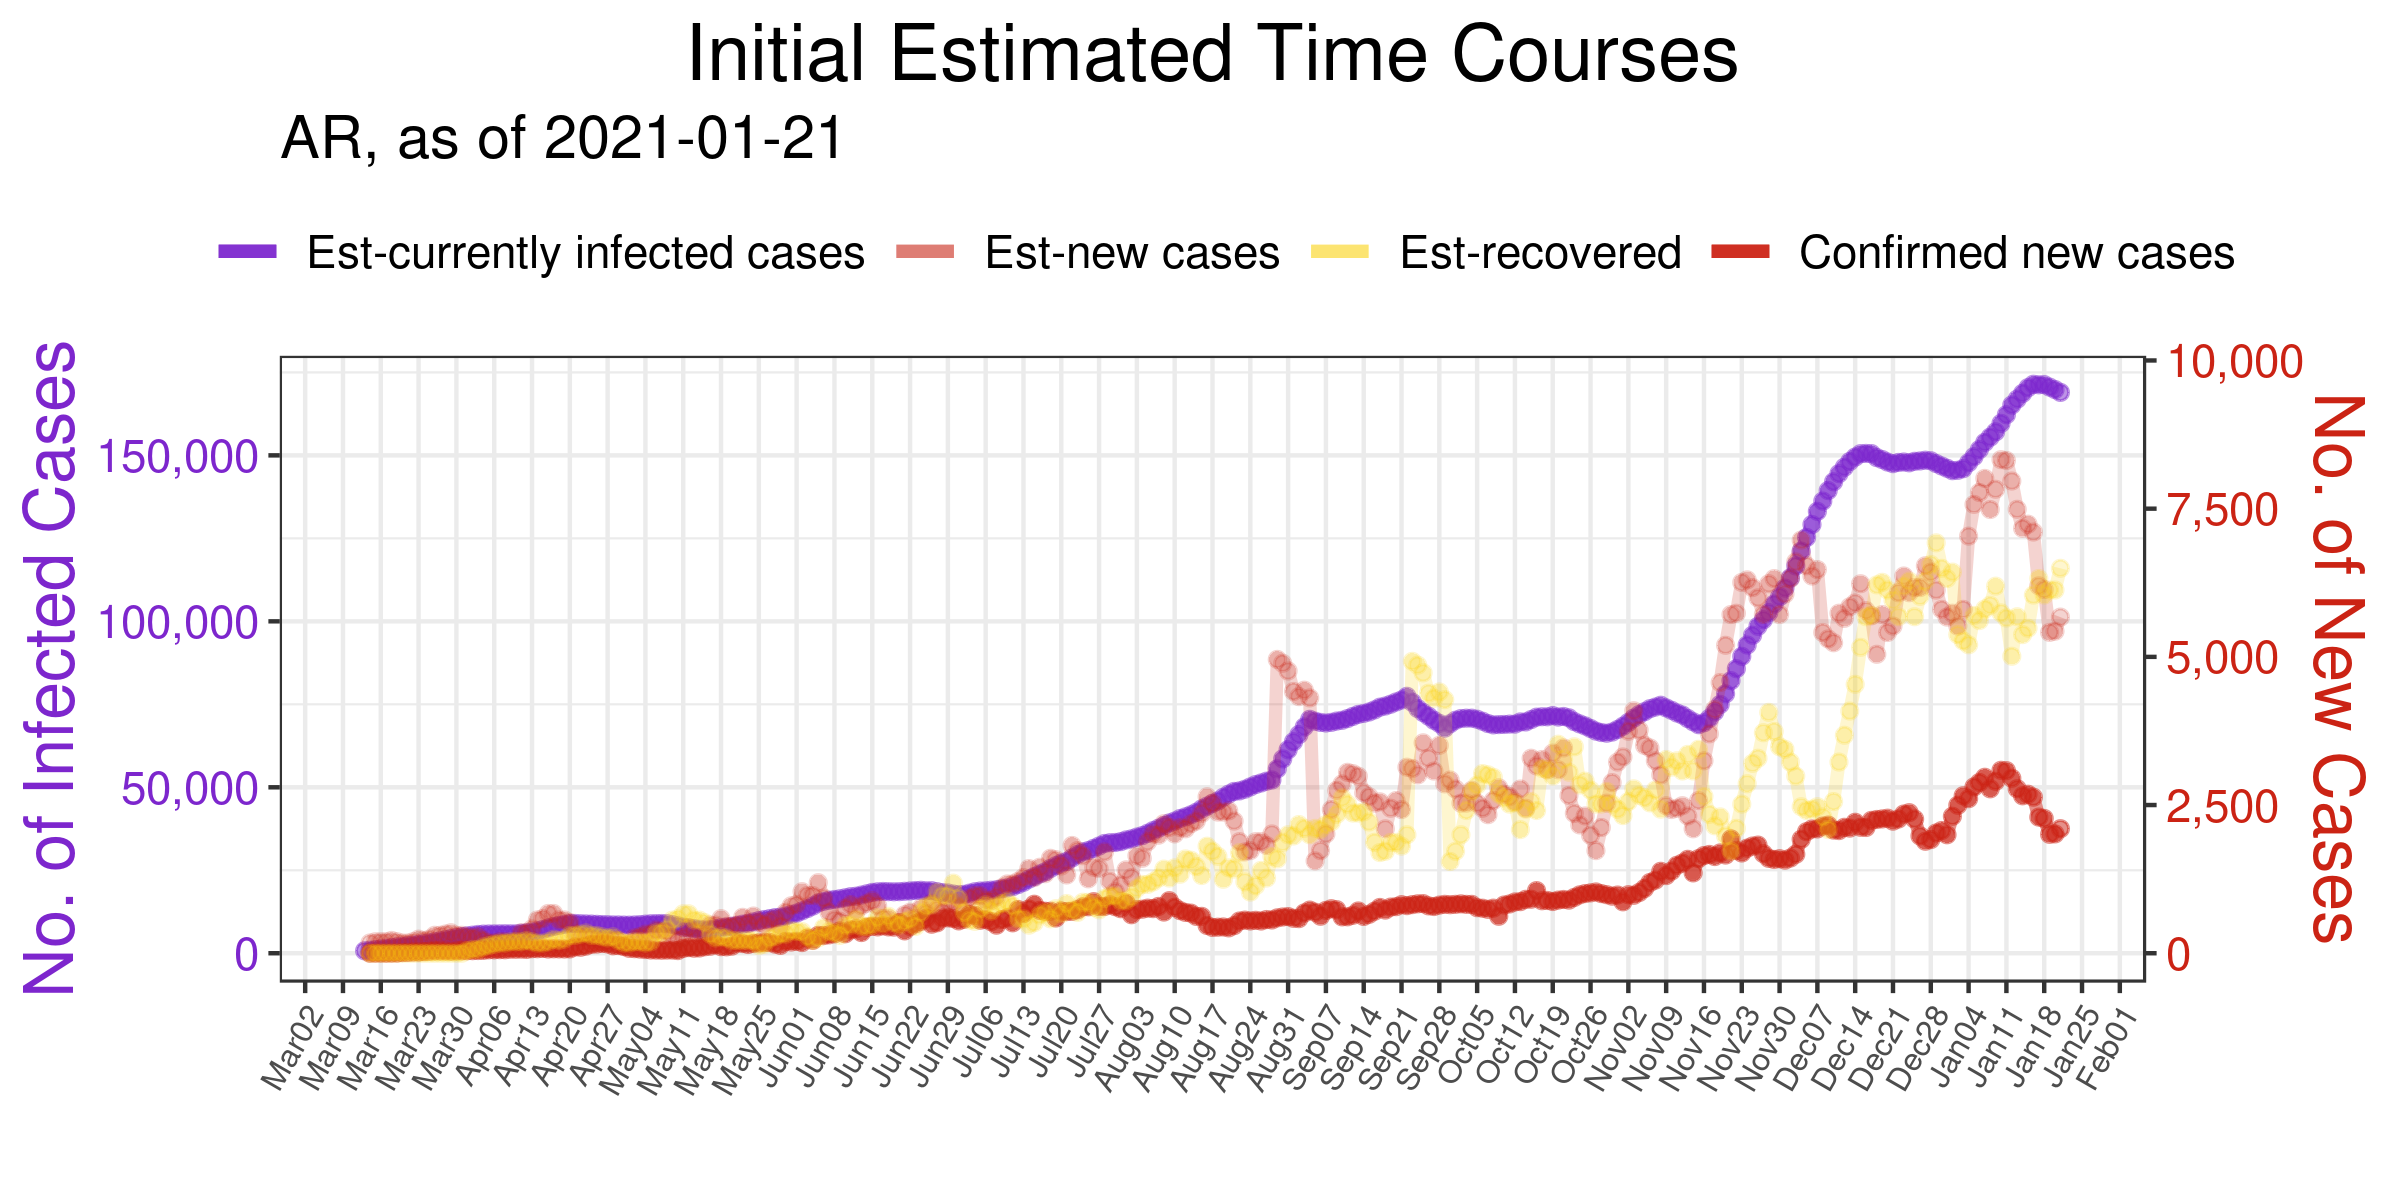 Initial Estimated Time Courses
AR, as of 2021-01-21
Est-currently infected cases Est-new cases Est-recovered Confirmed new cases
No. of Infected Cases
150,000
100,000
50,000
0
10,000
7,500
5,000
2,500
0
No. of New Cases
Mar02 Mar09 Mar16 Mar23 Mar30 Apr06 Apr13 Apr20 Apr27 May04 May11 May18 May25 Jun01 Jun08 Jun15 Jun22 Jun29 Jul06 Jul13 Jul20 Jul27 Aug03 Aug10 Aug17 Aug24 Aug31 Sep07 Sep14 Sep21 Sep28 Oct05 Oct12 Oct19 Oct26 Nov02 Nov09 Nov16 Nov23 Nov30 Dec07 Dec14 Dec21 Dec28 Jan04 Jan11 Jan18 Jan25 Feb01